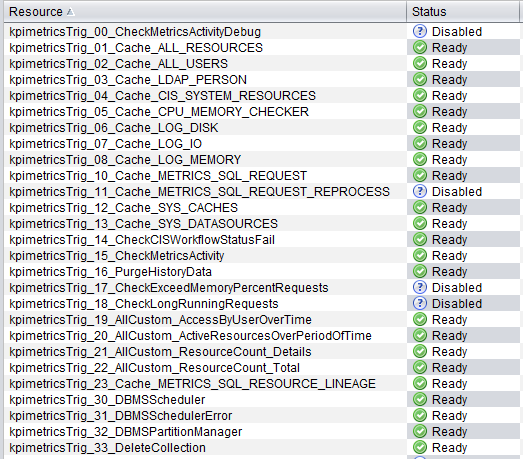 Resource Status
kpimetricsTrig_00_CheckMetricsActivityDebug Disabled
kpimetricsTrig_01_Cache_ALL_RESOURCES Ready
kpimetricsTrig_02_Cache_ALL_USERS Ready
kpimetricsTrig_03_Cache_LDAP_PERSON Ready
kpimetricsTrig_04_Cache_CIS_SYSTEM_RESOURCES Ready
kpimetricsTrig_05_Cache_CPU_MEMORY_CHECKER Ready
kpimetricsTrig_06_Cache_LOG_DISK Ready
kpimetricsTrig_07_Cache_LOG_IO Ready
kpimetricsTrig_08_Cache_LOG_MEMORY Ready
kpimetricsTrig_10_Cache_METRICS_SQL_REQUEST Ready
kpimetricsTrig_11_Cache_METRICS_SQL_REQUEST_REPROCESS Disabled
kpimetricsTrig_12_Cache_SYS_CACHES Ready
kpimetricsTrig_13_Cache_SYS_DATASOURCES Ready
kpimetricsTrig_14_CheckCISWorkflowStatusFail Ready
kpimetricsTrig_15_CheckMetricsActivity Ready
kpimetricsTrig_16_PurgeHistoryData Ready
kpimetricsTrig_17_CheckExceedMemoryPercentRequests Disabled
kpimetricsTrig_18_CheckLongRunningRequests Disabled
kpimetricsTrig_19_AllCustom_AccessByUserOverTime Ready
kpimetricsTrig_20_AllCustom_ActiveResourcesOverPeriodOfTime Ready
kpimetricsTrig_21_AllCustom_ResourceCount_Details Ready
kpimetricsTrig_22_AllCustom_ResourceCount_Total Ready
kpimetricsTrig_23_Cache_METRICS_SQL_RESOURCE_LINEAGE Ready
kpimetricsTrig_30_DBMSScheduler Ready
kpimetricsTrig_31_DBMSSchedulerError Ready
kpimetricsTrig_32_DBMSPartitionManager Ready
kpimetricsTrig_33_DeleteCollection Ready